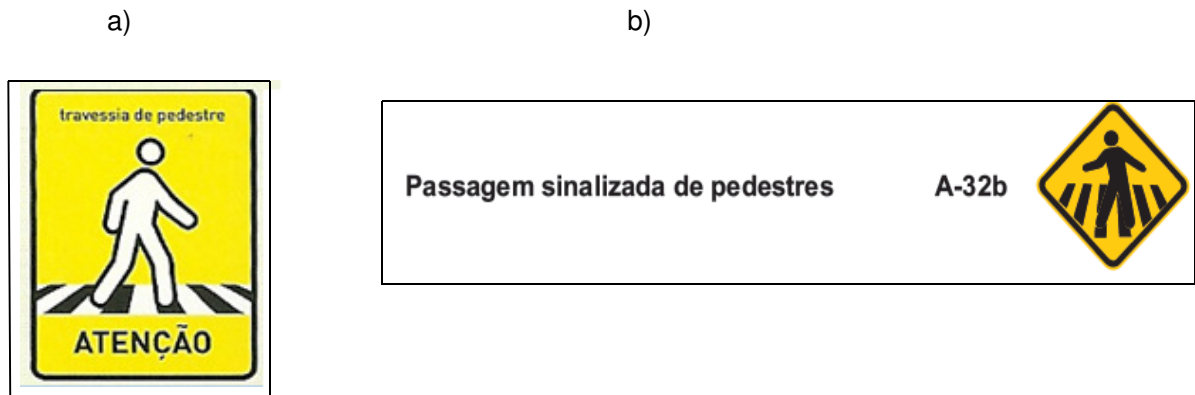 a)
b)
travessia de pedestre
ATENÇÃO
Passagem sinalizada de pedestres A-32b